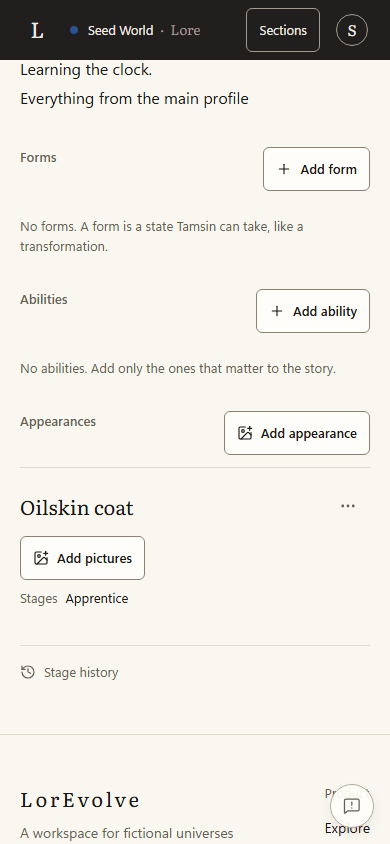 L
Seed World · Lore
Sections
S
Learning the clock.
Everything from the main profile
Forms
Add form
No forms. A form is a state Tamsin can take, like a
transformation.
Abilities
Add ability
No abilities. Add only the ones that matter to the story.
Appearances
Add appearance
Oilskin coat
Add pictures
Stages Apprentice
Stage history
LorEvolve
A workspace for fictional universes
Explore